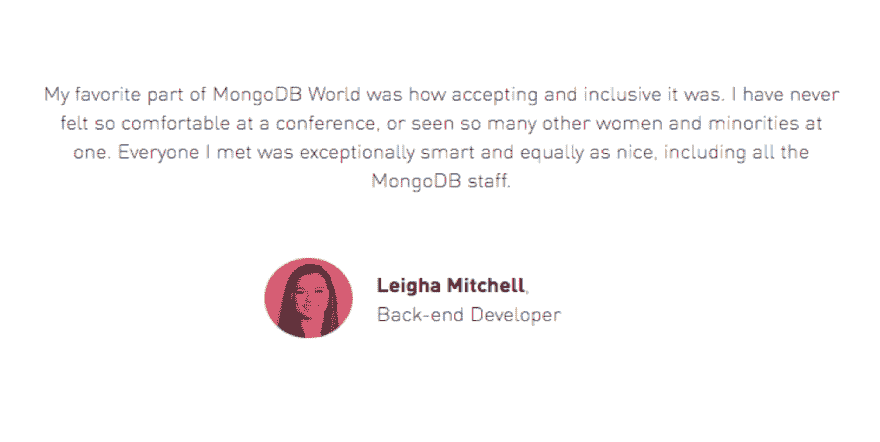 My favorite part of MongoDB World was how accepting and inclusive it was. I have never
felt so comfortable at a conference, or seen so many other women and minorities at
one. Everyone I met was exceptionally smart and equally as nice, including all the
MongoDB staff.
Leigha Mitchell,
Back-end Developer